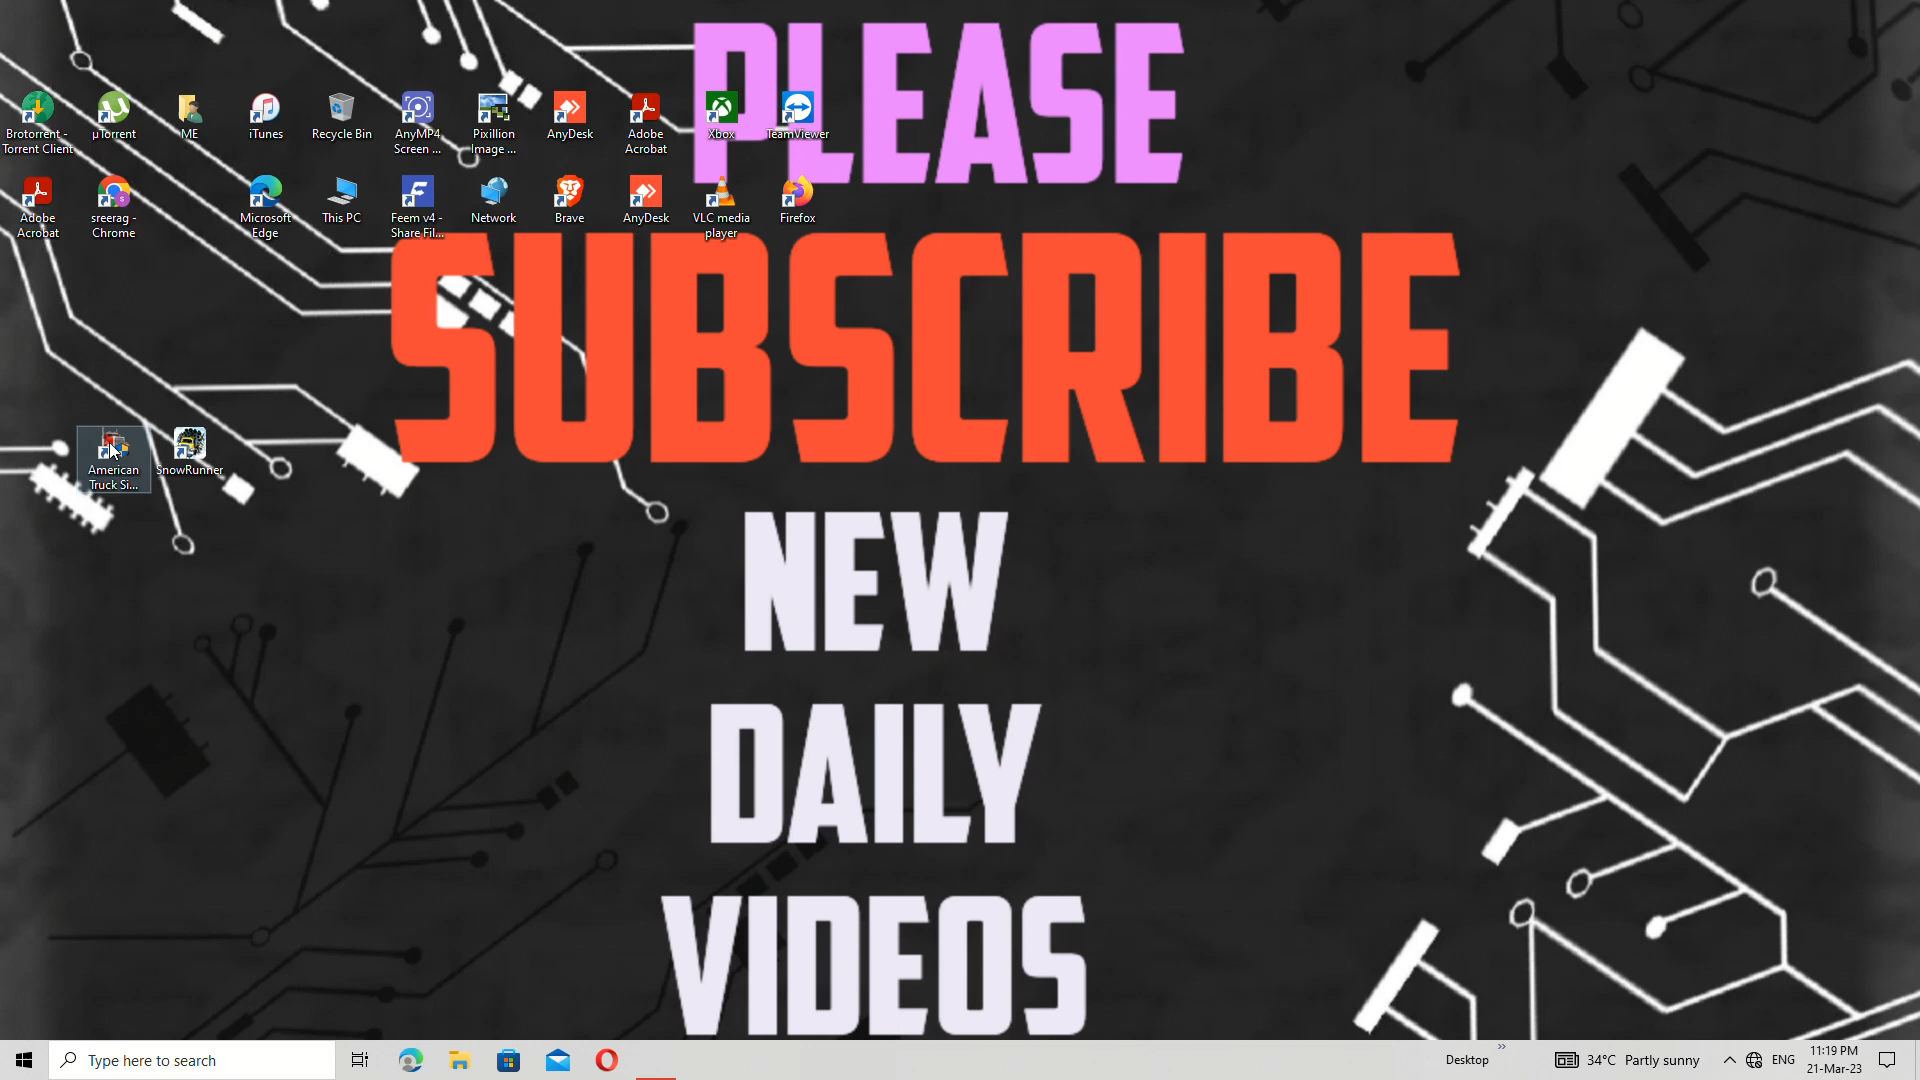 PLEASE
SUBSCRIBE
NEW
DAILY
VIDEOS
Brotorrent -
Torrent Client
µTorrent
ME
iTunes
Recycle Bin
AnyMP4
Screen ...
Pixillion
Image ...
AnyDesk
Adobe
Acrobat
Xbox
TeamViewer
Adobe
Acrobat
sreerag -
Chrome
Microsoft
Edge
This PC
Feem v4 -
Share Fil...
Network
Brave
AnyDesk
VLC media
player
Firefox
American
Truck Si...
SnowRunner
Type here to search
Desktop
34°C Partly sunny
ENG
11:19 PM
21-Mar-23